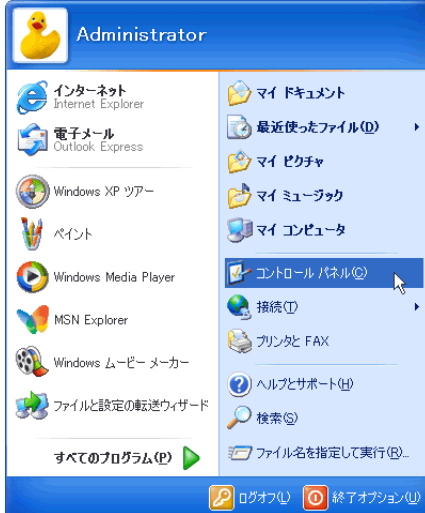 Administrator
インターネット
Internet Explorer
電子メール
Outlook Express
Windows XP ツアー
ペイント
Windows Media Player
MSN Explorer
Windows ムービー メーカー
ファイルと設定の転送ウィザード
すべてのプログラム(P)
マイ ドキュメント
最近使ったファイル(D)
マイ ピクチャ
マイ ミュージック
マイ コンピュータ
コントロール パネル(C)
接続(T)
プリンタと FAX
ヘルプとサポート(H)
検索(S)
ファイル名を指定して実行(R)...
ログオフ(L)
終了オプション(U)